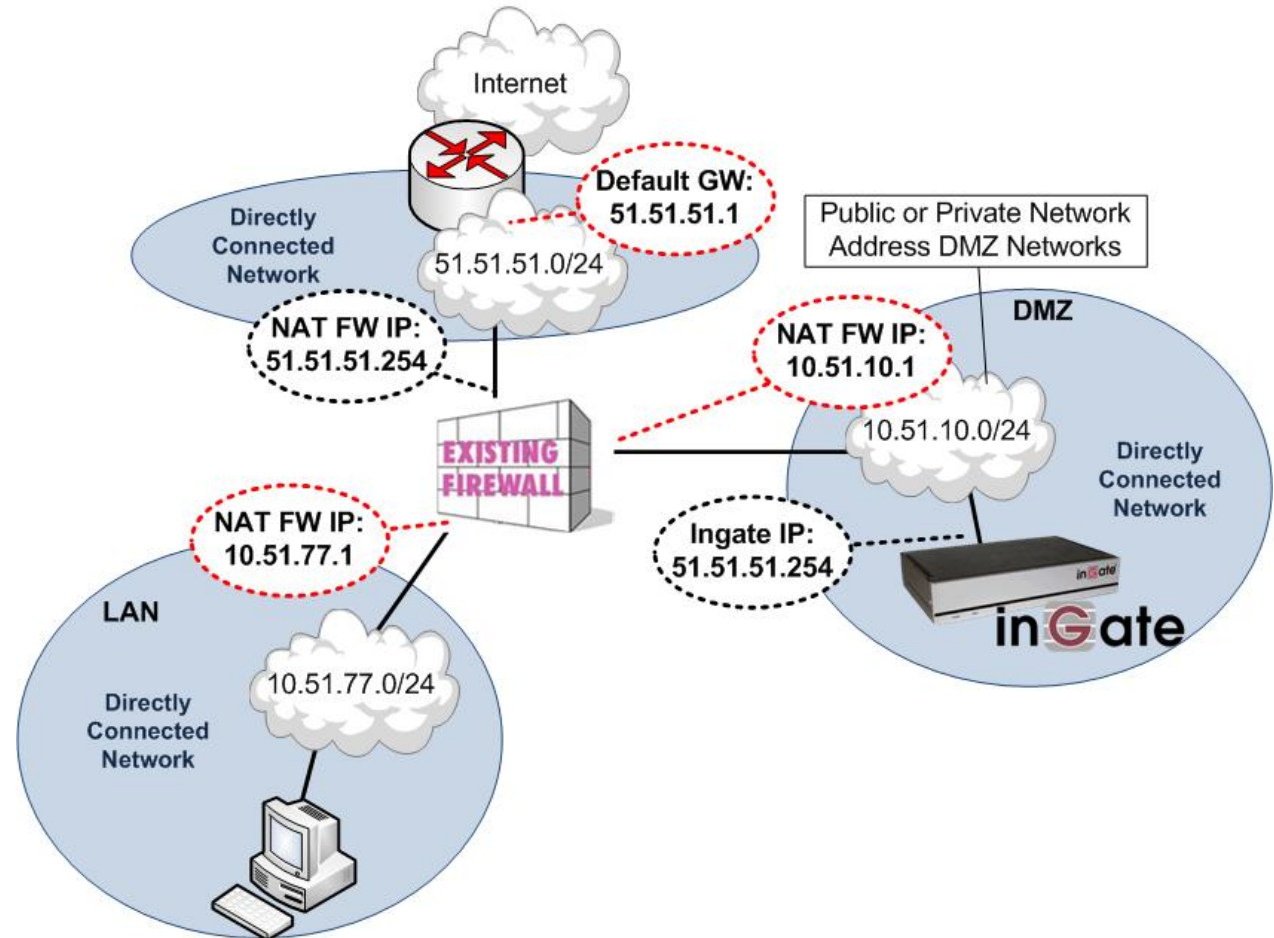 Internet
Default GW:
51.51.51.1
Directly
Connected
Network
51.51.51.0/24
Public or Private Network
Address DMZ Networks
NAT FW IP:
51.51.51.254
DMZ
NAT FW IP:
10.51.10.1
10.51.10.0/24
EXISTING
FIREWALL
Directly
Connected
Network
NAT FW IP:
10.51.77.1
Ingate IP:
51.51.51.254
inGate
inGate
LAN
10.51.77.0/24
Directly
Connected
Network